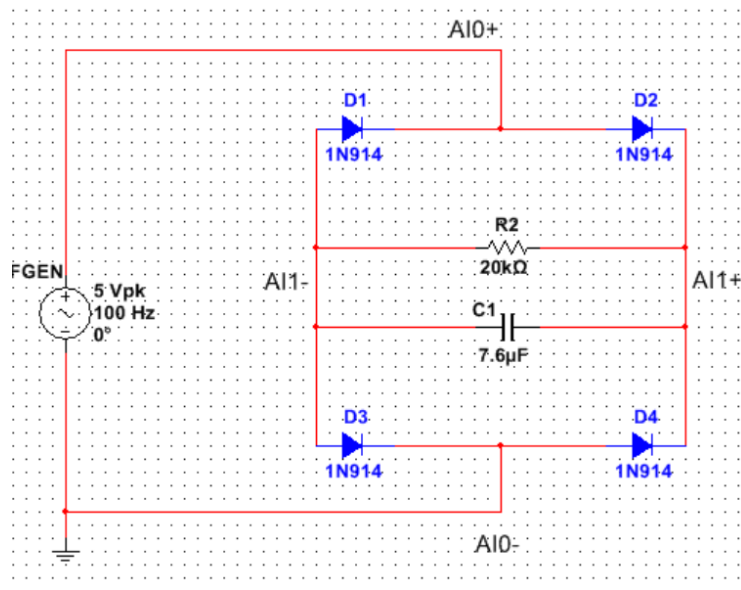 AI0+
D1
D2
1N914
1N914
R2
20kΩ
FGEN
5 Vpk
100 Hz
0°
AI1-
AI1+
C1
7.6µF
D3
D4
1N914
1N914
AI0-